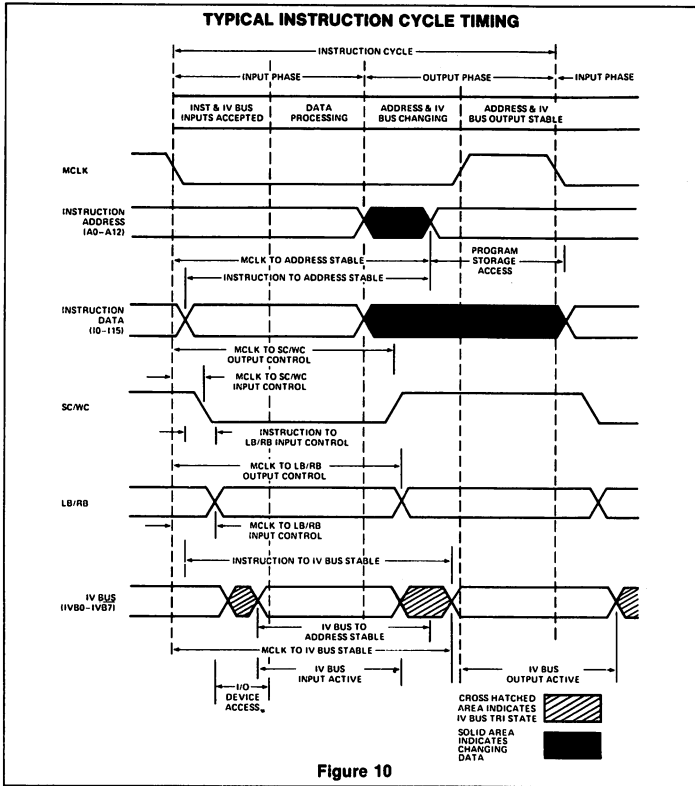 TYPICAL INSTRUCTION CYCLE TIMING
INSTRUCTION CYCLE
INPUT PHASE
OUTPUT PHASE
INPUT PHASE
INST & IV BUS
INPUTS ACCEPTED
DATA
PROCESSING
ADDRESS & IV
BUS CHANGING
ADDRESS & IV
BUS OUTPUT STABLE
MCLK
INSTRUCTION
ADDRESS
(A0–A12)
MCLK TO ADDRESS STABLE
PROGRAM
STORAGE
ACCESS
INSTRUCTION TO ADDRESS STABLE
INSTRUCTION
DATA
(I0–I15)
MCLK TO SC/WC
OUTPUT CONTROL
MCLK TO SC/WC
INPUT CONTROL
SC/WC
INSTRUCTION TO
LB/RB INPUT CONTROL
MCLK TO LB/RB
OUTPUT CONTROL
LB/RB
MCLK TO LB/RB
INPUT CONTROL
INSTRUCTION TO IV BUS STABLE
IV BUS
(IVB0–IVB7)
IV BUS TO
ADDRESS STABLE
MCLK TO IV BUS STABLE
IV BUS
INPUT ACTIVE
IV BUS
OUTPUT ACTIVE
I/O
DEVICE
ACCESS
CROSS HATCHED
AREA INDICATES
IV BUS TRI STATE
SOLID AREA
INDICATES
CHANGING
DATA
Figure 10